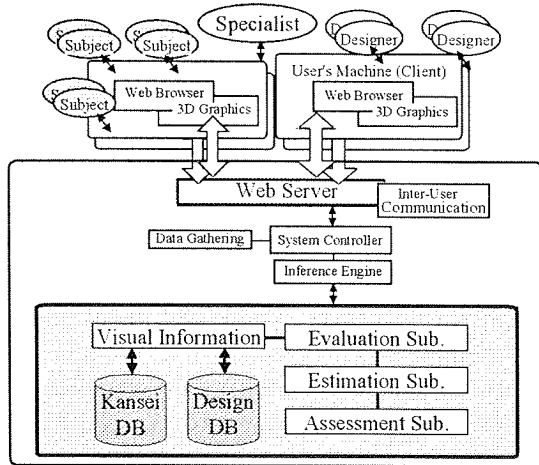 Specialist
S
Subject
S
Subject
D
Designer
D
Designer
User's Machine (Client)
S
Subject
Web Browser
3D Graphics
Web Browser
3D Graphics
Web Server
Inter-User
Communication
Data Gathering
System Controller
Inference Engine
Visual Information
Evaluation Sub.
Kansei
DB
Design
DB
Estimation Sub.
Assessment Sub.